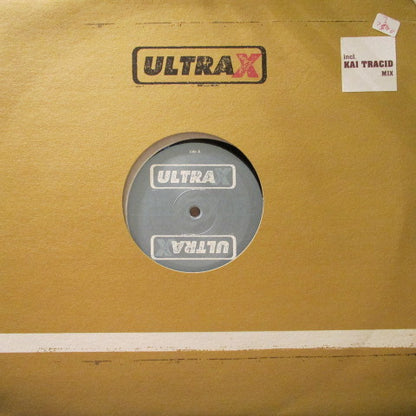 ULTRAX
incl.
KAI TRACID
MIX
ULTRAX
ULTRAX